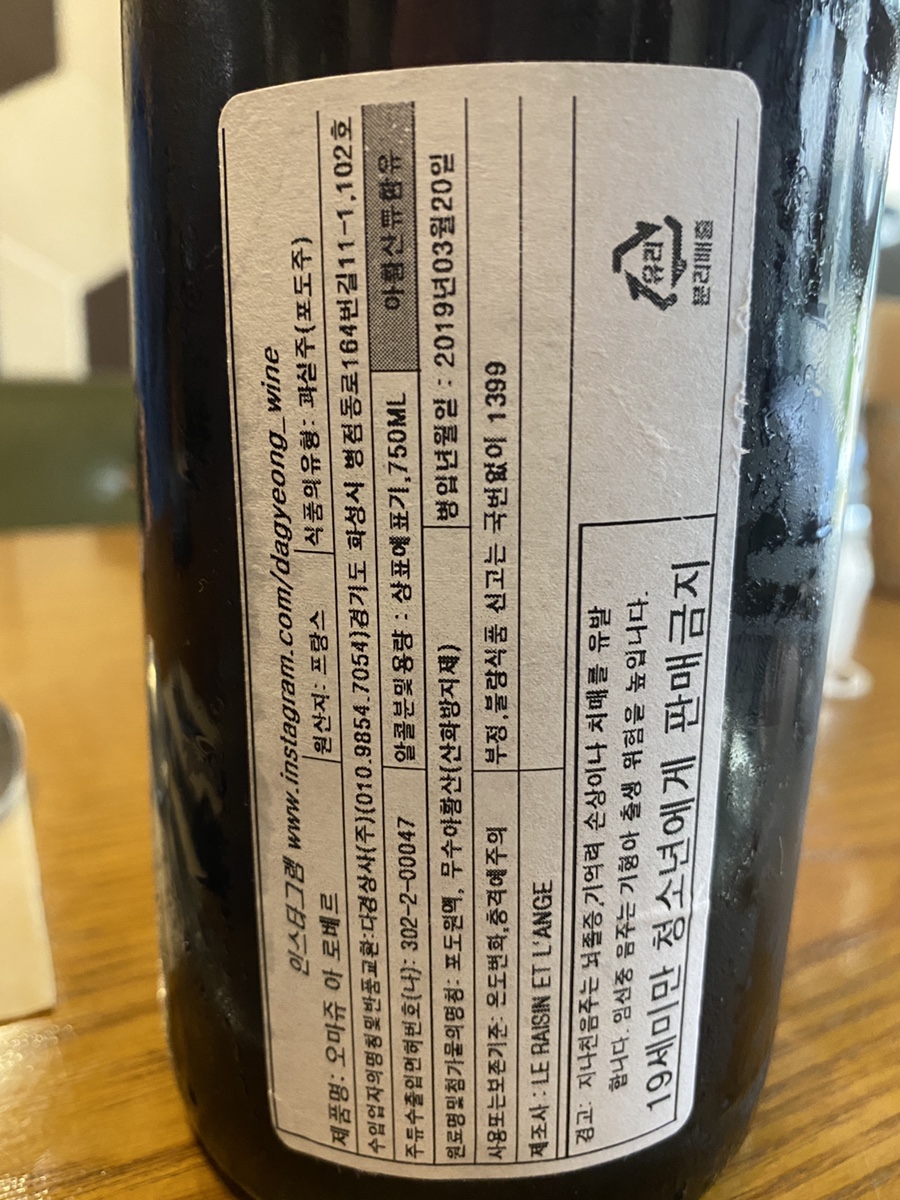 인스타그램 www.instagram.com/dagyeong_wine
제품명: 오마쥬 아 로베르 원산지: 프랑스 식품의유형: 과실주(포도주)
수입업자의명칭및반품교환:다경상사(주)(010.9854.7054)경기도 화성시 병점동로164번길11-1,102호
주류수출입면허번호(나): 302-2-00047 알콜분및용량 : 상표에표기,750ML 아황산류함유
원료명및첨가물의명칭: 포도원액, 무수아황산(산화방지제) 병입년월일 : 2019년03월20일
사용또는보존기준: 온도변화,충격에주의 부정,불량식품 신고는 국번없이 1399
제조사 : LE RAISIN ET L'ANGE
경고: 지나친음주는 뇌졸증,기억력 손상이나 치매를 유발
합니다. 임신중 음주는 기형아 출생 위험을 높입니다.
19세미만 청소년에게 판매금지
유리
분리배출